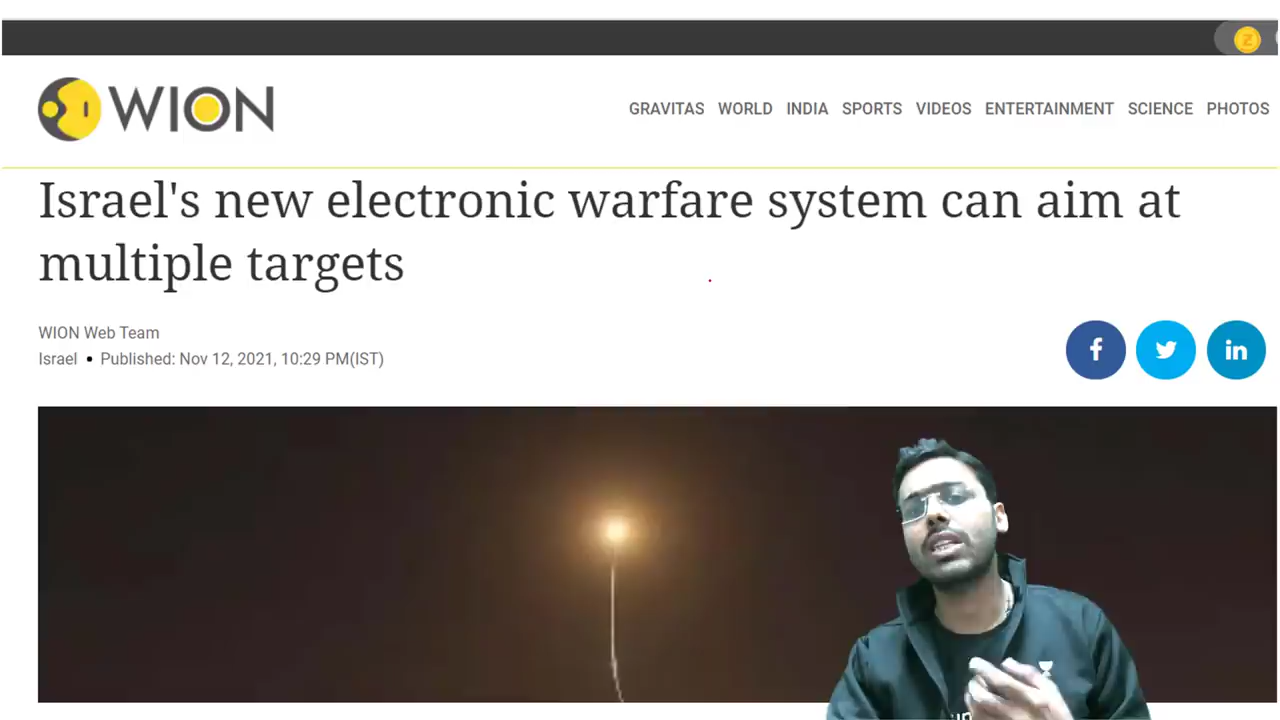 WION
GRAVITAS WORLD INDIA SPORTS VIDEOS ENTERTAINMENT SCIENCE PHOTOS
Israel's new electronic warfare system can aim at
multiple targets
WION Web Team
Israel • Published: Nov 12, 2021, 10:29 PM(IST)
f in
Z